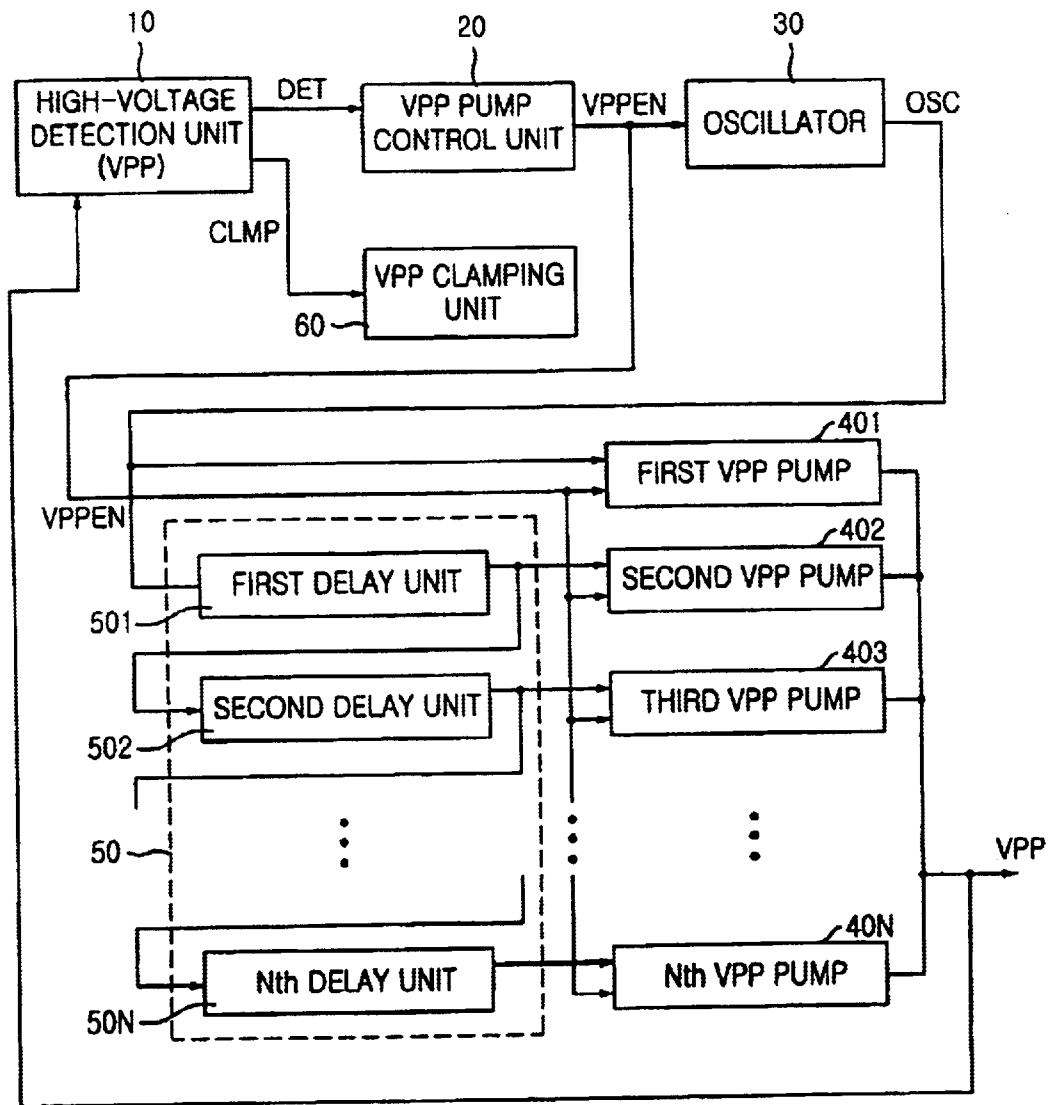 10
20
30
HIGH-VOLTAGE
DETECTION UNIT
(VPP)
DET
VPP PUMP
CONTROL UNIT
VPPEN
OSCILLATOR
OSC
CLMP
VPP CLAMPING
UNIT
60
401
FIRST VPP PUMP
VPPEN
402
FIRST DELAY UNIT
SECOND VPP PUMP
501
403
SECOND DELAY UNIT
THIRD VPP PUMP
502
50
VPP
40N
Nth DELAY UNIT
Nth VPP PUMP
50N